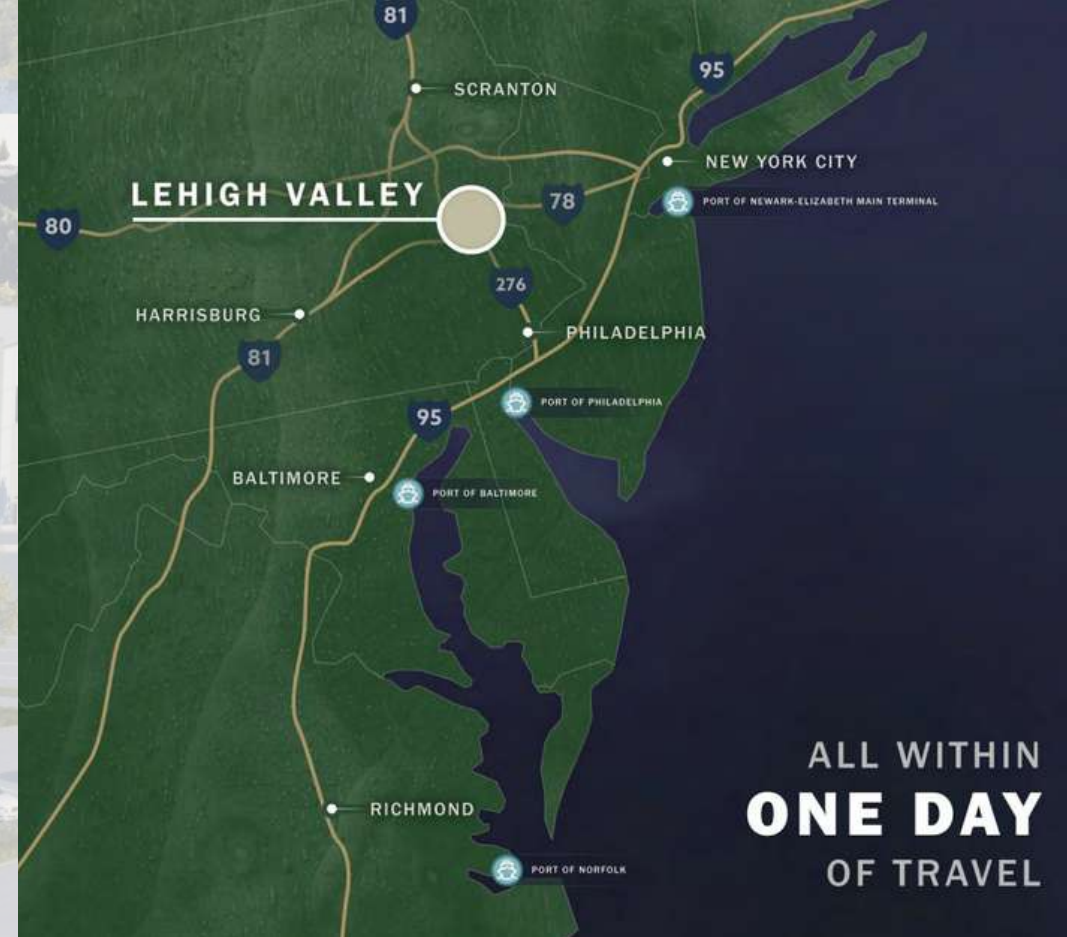 81
95
SCRANTON
NEW YORK CITY
LEHIGH VALLEY
78
PORT OF NEWARK-ELIZABETH MAIN TERMINAL
80
276
HARRISBURG
PHILADELPHIA
81
PORT OF PHILADELPHIA
95
BALTIMORE
PORT OF BALTIMORE
ALL WITHIN
ONE DAY
OF TRAVEL
RICHMOND
PORT OF NORFOLK